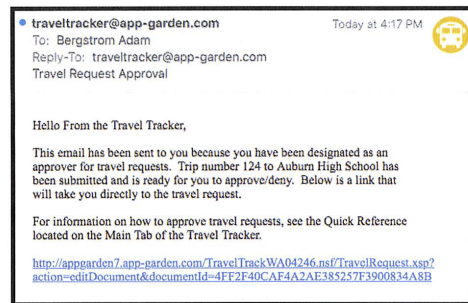 traveltracker@app-garden.com Today at 4:17 PM
To: Bergstrom Adam
Reply-To: traveltracker@app-garden.com
Travel Request Approval
Hello From the Travel Tracker,
This email has been sent to you because you have been designated as an
approver for travel requests. Trip number 124 to Auburn High School has
been submitted and is ready for you to approve/deny. Below is a link that
will take you directly to the travel request.
For information on how to approve travel requests, see the Quick Reference
located on the Main Tab of the Travel Tracker.
http://appgarden7.app-garden.com/TravelTrackWA04246.nsf/TravelRequest.xsp?
action=editDocument&documentId=4FF2F40CAF4A2AE385257F3900834A8B